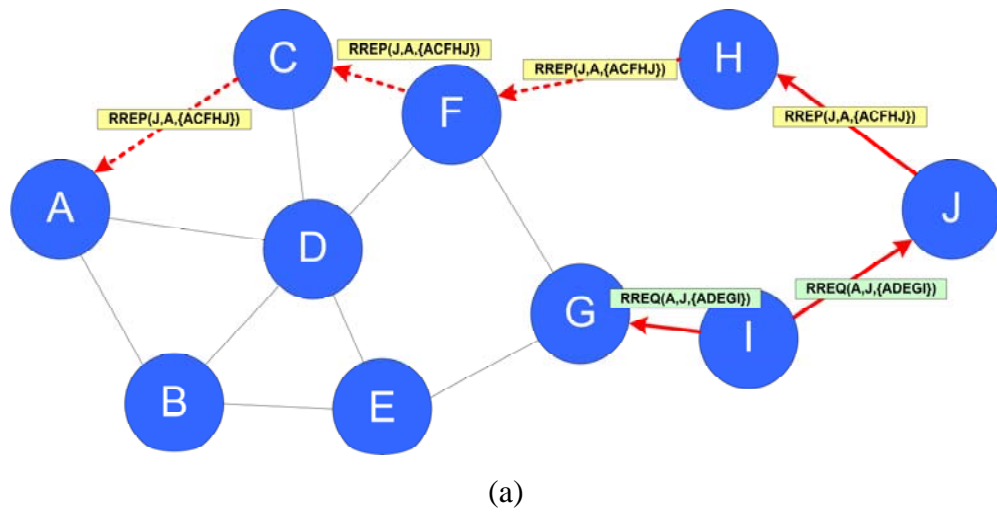 C
RREP(J,A,{ACFHJ})
RREP(J,A,{ACFHJ})
H
F
RREP(J,A,{ACFHJ})
RREP(J,A,{ACFHJ})
A
J
D
RREQ(A,J,{ADEGI})
RREQ(A,J,{ADEGI})
G
I
B
E
(a)